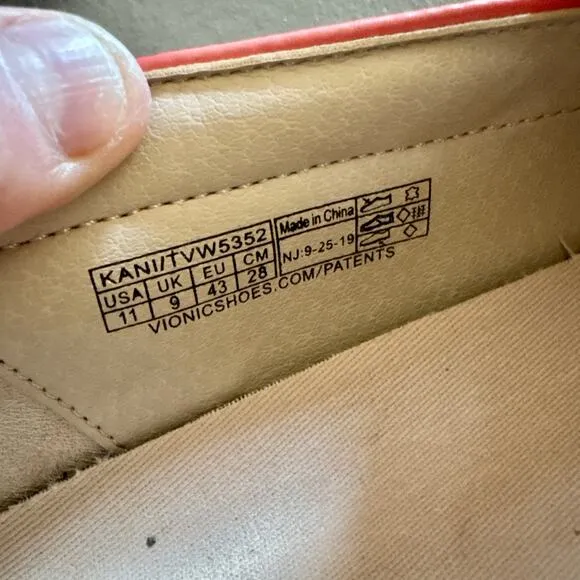 KANI/TVW5352
USA UK EU CM
11 9 43 28
Made in China
NJ:9-25-19
VIONICSHOES.COM/PATENTS